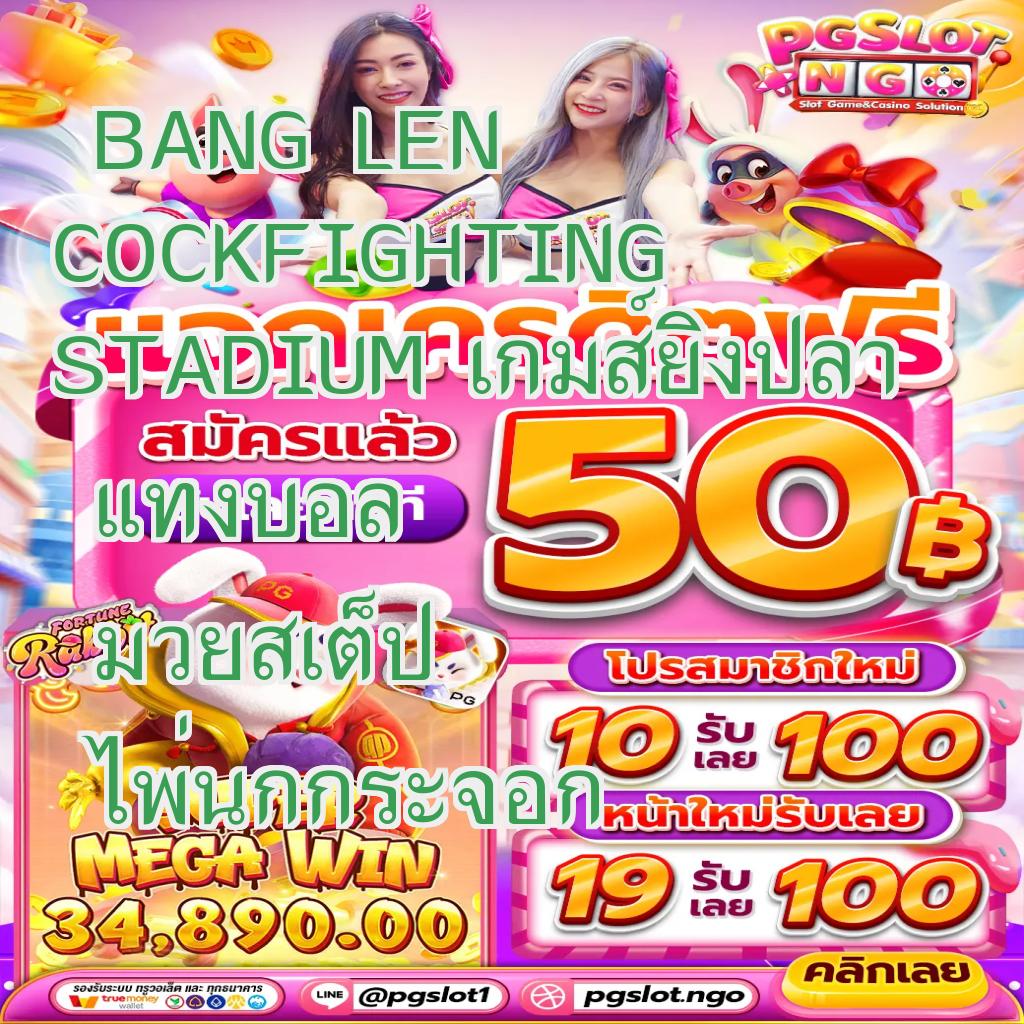 PGSLOT
NGO
Slot Game&Casino Solution
BANG LEN
COCKFIGHTING
STADIUM เกมส์ยิงปลา
สมัครแล้ว
50฿
แทงบอล
PG
FORTUNE
Rabbit
มวยสเต็ป
PG
ไพ่นกกระจอก
โปรสมาชิกใหม่
10 รับเลย 100
หน้าใหม่รับเลย
19 รับเลย 100
MEGA WIN
34,890.00
คลิกเลย
รองรับระบบ ทรูวอเล็ต และ ทุกธนาคาร
truemoney
wallet
LINE @pgslot1
pgslot.ngo